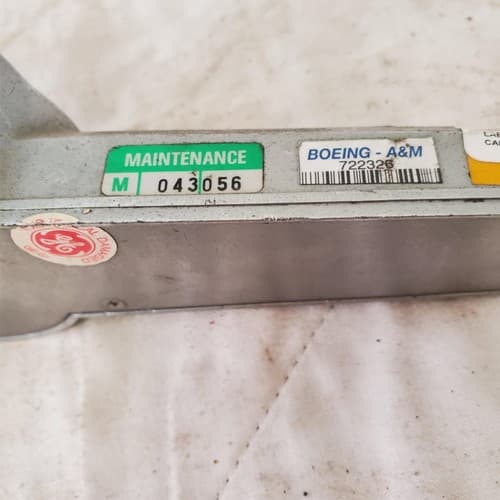 MAINTENANCE
M 043056
BOEING - A&M
722326